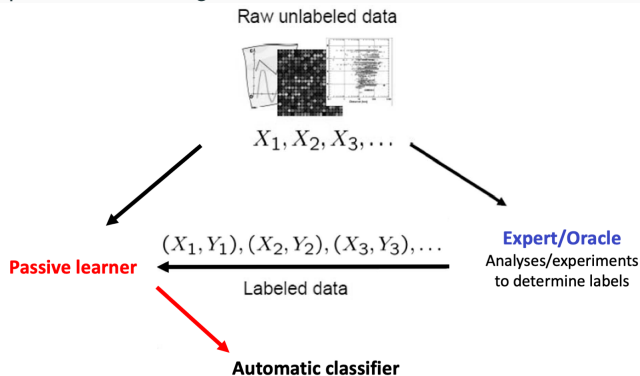 Raw unlabeled data
X₁, X₂, X₃, . . .
(X₁, Y₁), (X₂, Y₂), (X₃, Y₃), . . .
Expert/Oracle
Passive learner
Analyses/experiments
to determine labels
Labeled data
Automatic classifier